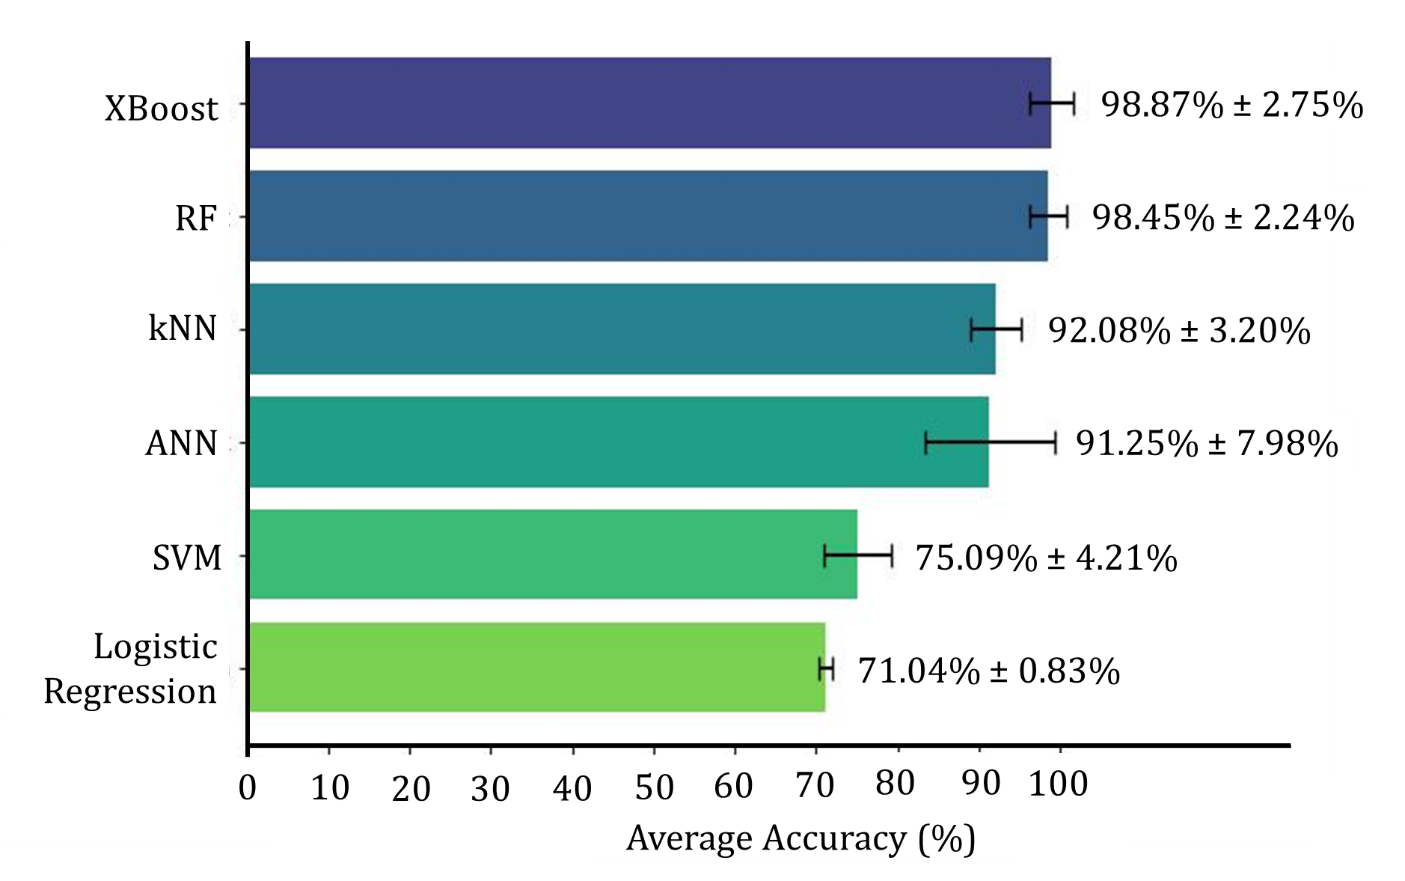 XBoost
98.87% ± 2.75%
RF
98.45% ± 2.24%
kNN
92.08% ± 3.20%
ANN
91.25% ± 7.98%
SVM
75.09% ± 4.21%
Logistic
Regression
71.04% ± 0.83%
0 10 20 30 40 50 60 70 80 90 100
Average Accuracy (%)